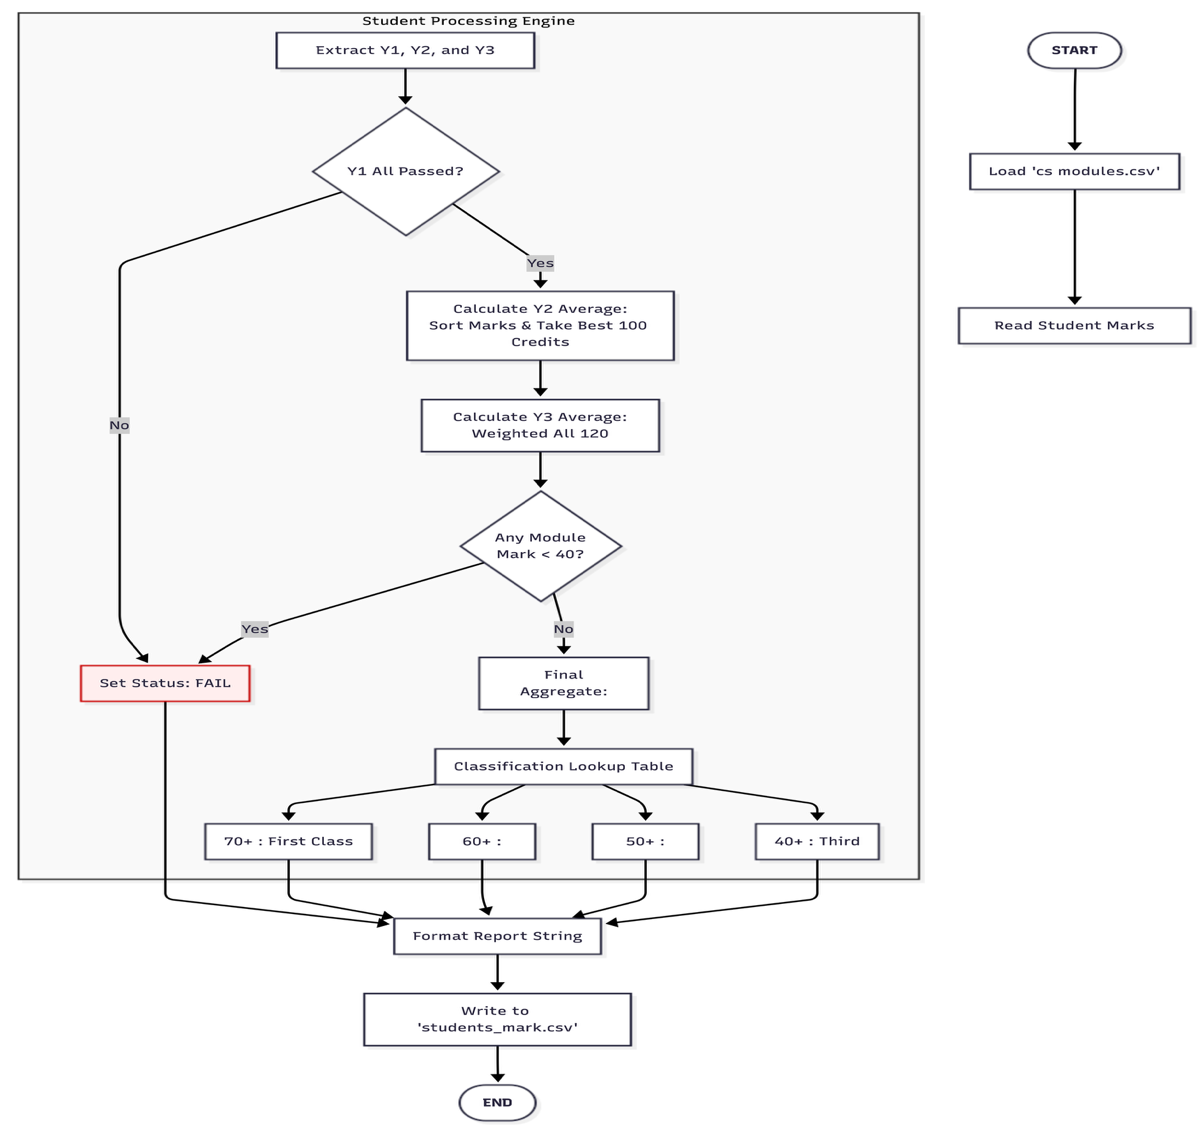 Student Processing Engine
Extract Y1, Y2, and Y3
START
Y1 All Passed?
Load 'cs modules.csv'
Yes
Calculate Y2 Average:
Sort Marks & Take Best 100
Credits
Read Student Marks
No
Calculate Y3 Average:
Weighted All 120
Any Module
Mark < 40?
Yes
No
Set Status: FAIL
Final
Aggregate:
Classification Lookup Table
70+ : First Class
60+ :
50+ :
40+ : Third
Format Report String
Write to
'students_mark.csv'
END